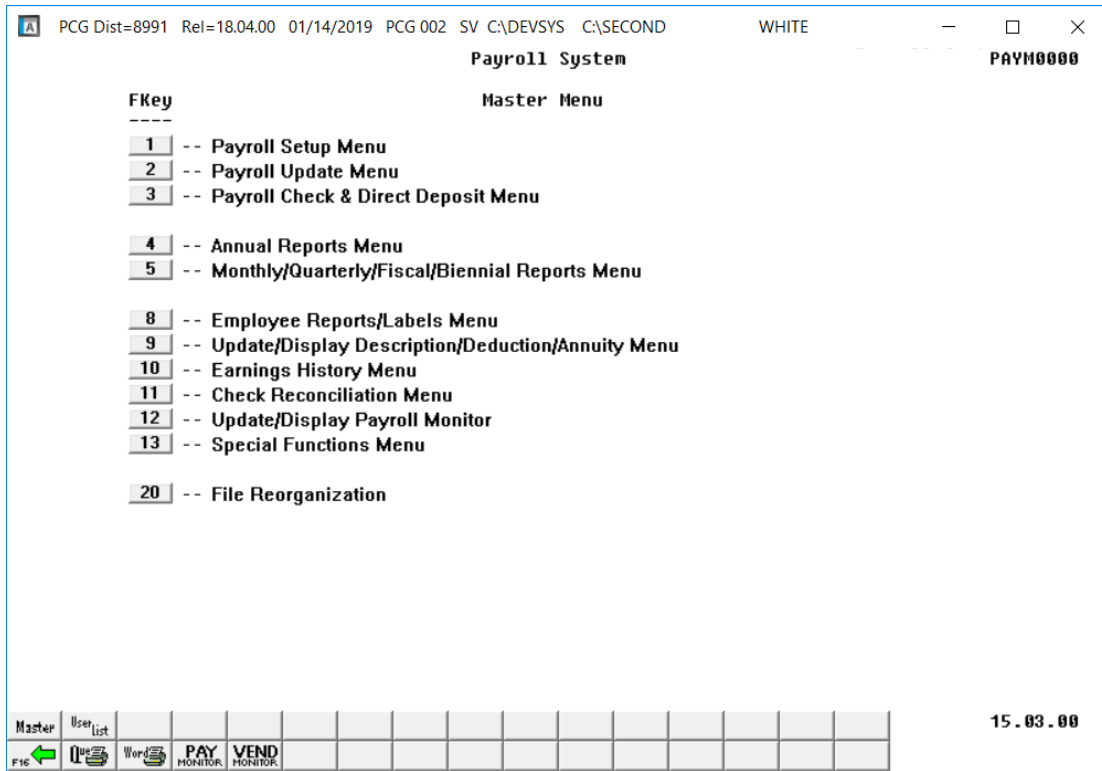 A PCG Dist=8991 Rel=18.04.00 01/14/2019 PCG 002 SV C:\DEVSYS C:\SECOND WHITE
Payroll System PAYM0000
FKey Master Menu
----
1 -- Payroll Setup Menu
2 -- Payroll Update Menu
3 -- Payroll Check & Direct Deposit Menu
4 -- Annual Reports Menu
5 -- Monthly/Quarterly/Fiscal/Biennial Reports Menu
8 -- Employee Reports/Labels Menu
9 -- Update/Display Description/Deduction/Annuity Menu
10 -- Earnings History Menu
11 -- Check Reconciliation Menu
12 -- Update/Display Payroll Monitor
13 -- Special Functions Menu
20 -- File Reorganization
Master User List 15.03.00
F16 Que Word PAY MONITOR VEND MONITOR